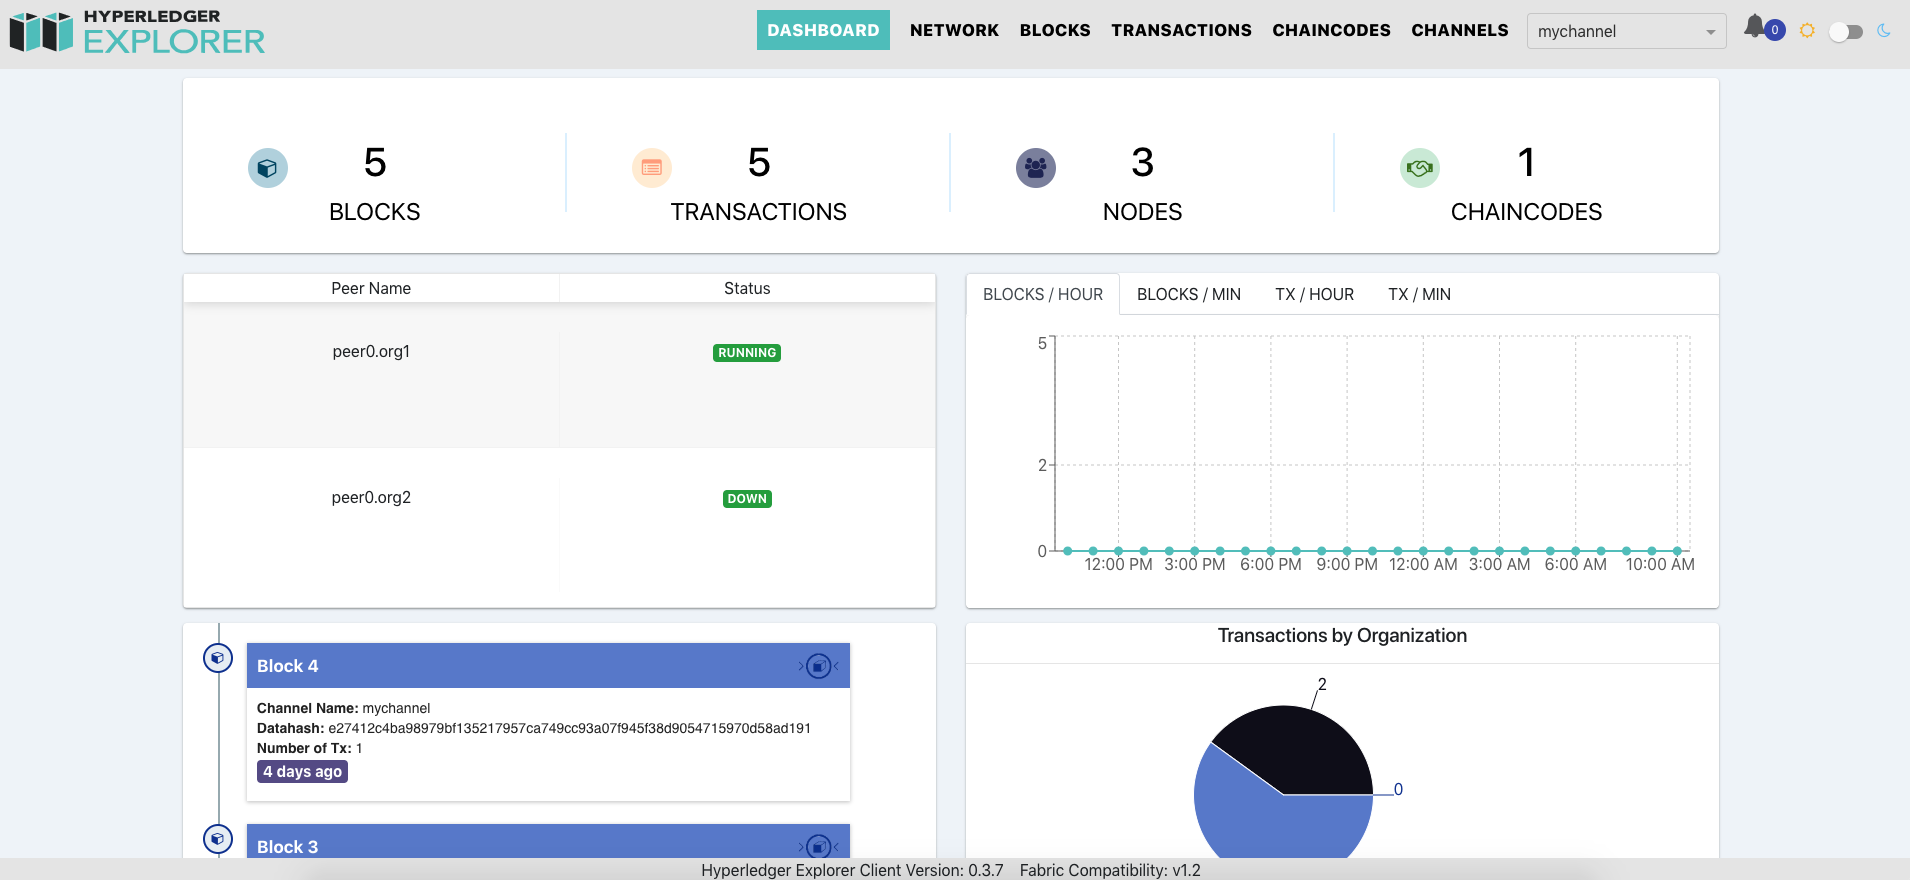 HYPERLEDGER
EXPLORER
DASHBOARD NETWORK BLOCKS TRANSACTIONS CHAINCODES CHANNELS mychannel 0
5 5 3 1
BLOCKS TRANSACTIONS NODES CHAINCODES
Peer Name Status
peer0.org1 RUNNING
peer0.org2 DOWN
BLOCKS / HOUR BLOCKS / MIN TX / HOUR TX / MIN
5
2
0
12:00 PM 3:00 PM 6:00 PM 9:00 PM 12:00 AM 3:00 AM 6:00 AM 10:00 AM
Block 4
Channel Name: mychannel
Datahash: e27412c4ba98979bf135217957ca749cc93a07f945f38d9054715970d58ad191
Number of Tx: 1
4 days ago
Block 3
Transactions by Organization
2
0
Hyperledger Explorer Client Version: 0.3.7 Fabric Compatibility: v1.2